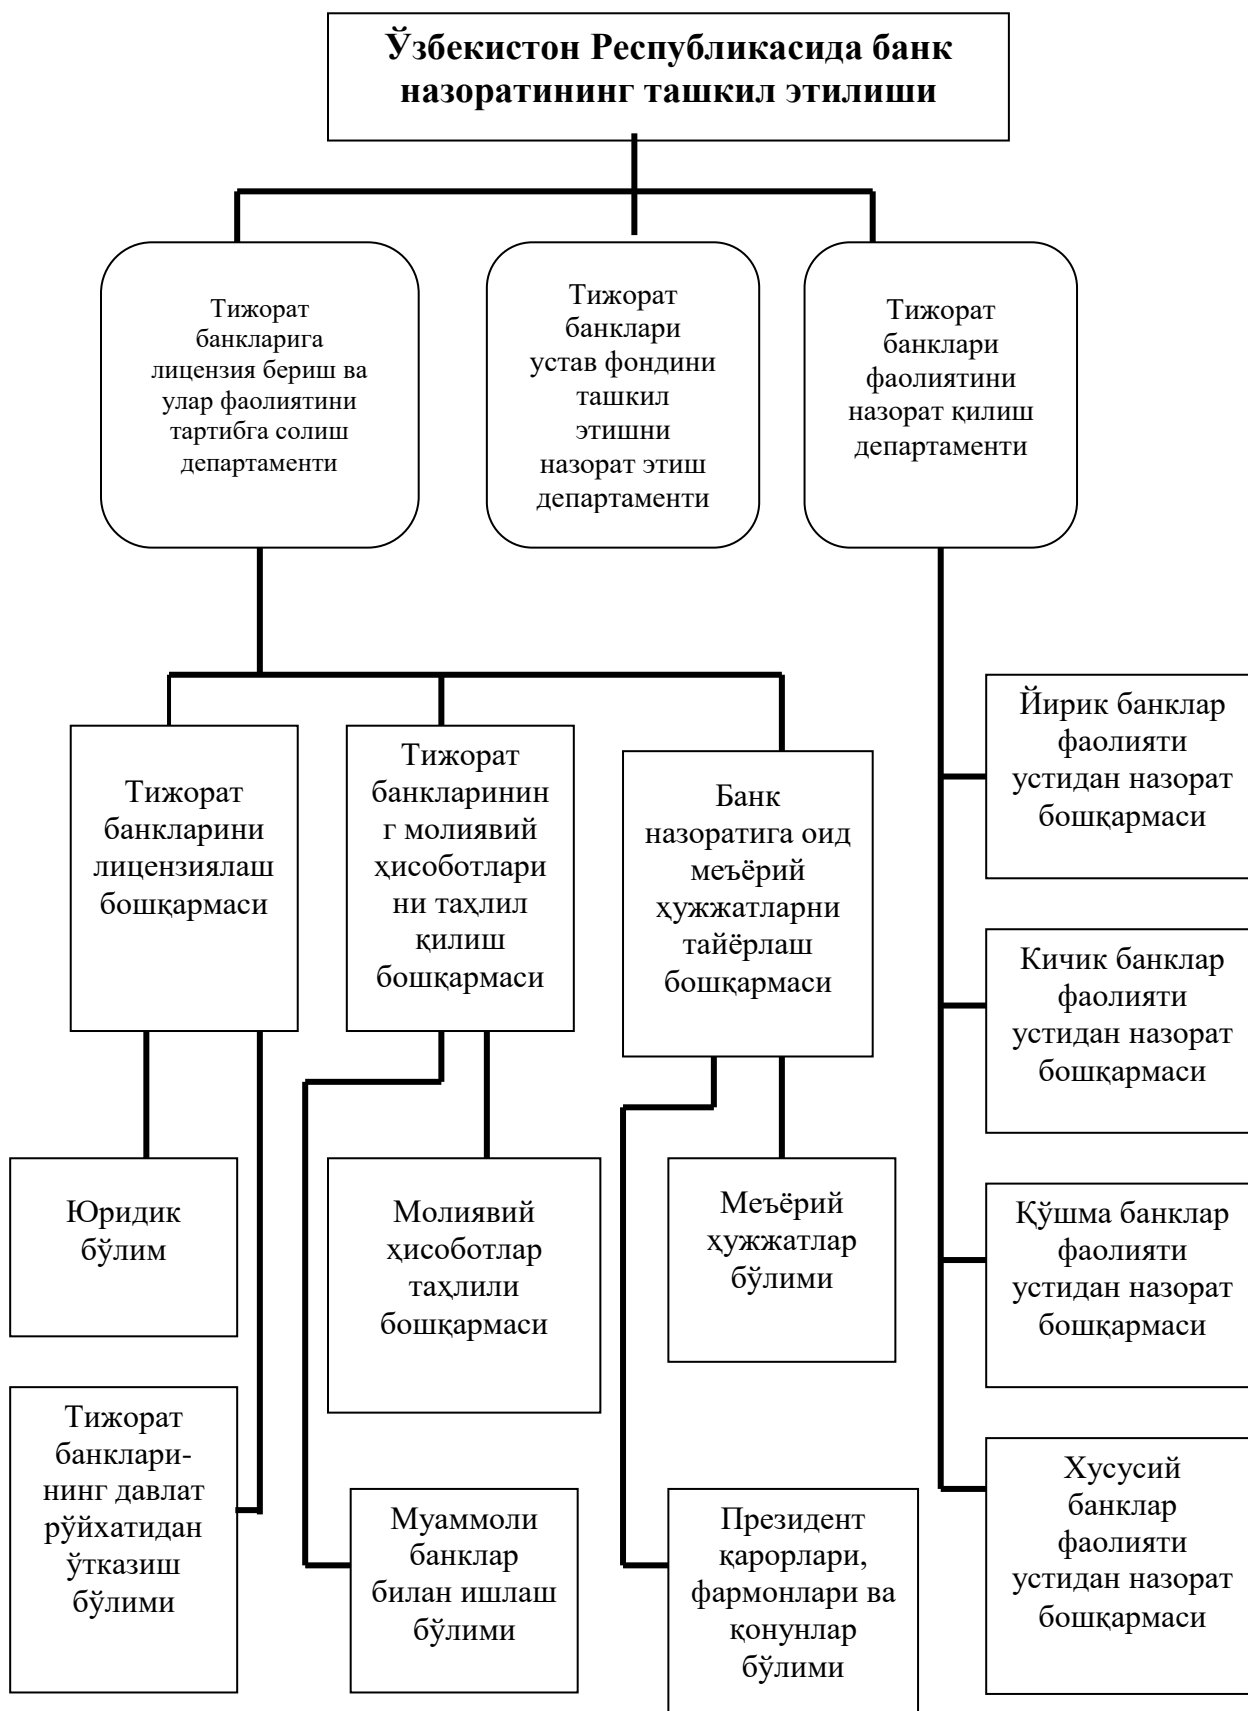 Ўзбекистон Республикасида банк
назоратининг ташкил этилиши
Тижорат
банкларига
лицензия бериш ва
улар фаолиятини
тартибга солиш
департаменти
Тижорат
банклари
устав фондини
ташкил
этишни
назорат этиш
департаменти
Тижорат
банклари
фаолиятини
назорат қилиш
департаменти
Тижорат
банкларини
лицензиялаш
бошқармаси
Тижорат
банкларинин
г молиявий
ҳисоботлари
ни таҳлил
қилиш
бошқармаси
Банк
назоратига оид
меъёрий
ҳужжатларни
тайёрлаш
бошқармаси
Йирик банклар
фаолияти
устидан назорат
бошқармаси
Кичик банклар
фаолияти
устидан назорат
бошқармаси
Қўшма банклар
фаолияти
устидан назорат
бошқармаси
Хусусий
банклар
фаолияти
устидан назорат
бошқармаси
Юридик
бўлим
Молиявий
ҳисоботлар
таҳлили
бошқармаси
Меъёрий
ҳужжатлар
бўлими
Тижорат
банклари-
нинг давлат
рўйхатидан
ўтказиш
бўлими
Муаммоли
банклар
билан ишлаш
бўлими
Президент
қарорлари,
фармонлари ва
қонунлар
бўлими